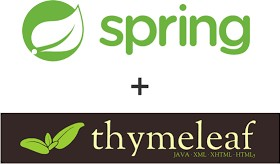 spring
+
thymeleaf
JAVA · XML · XHTML · HTML5